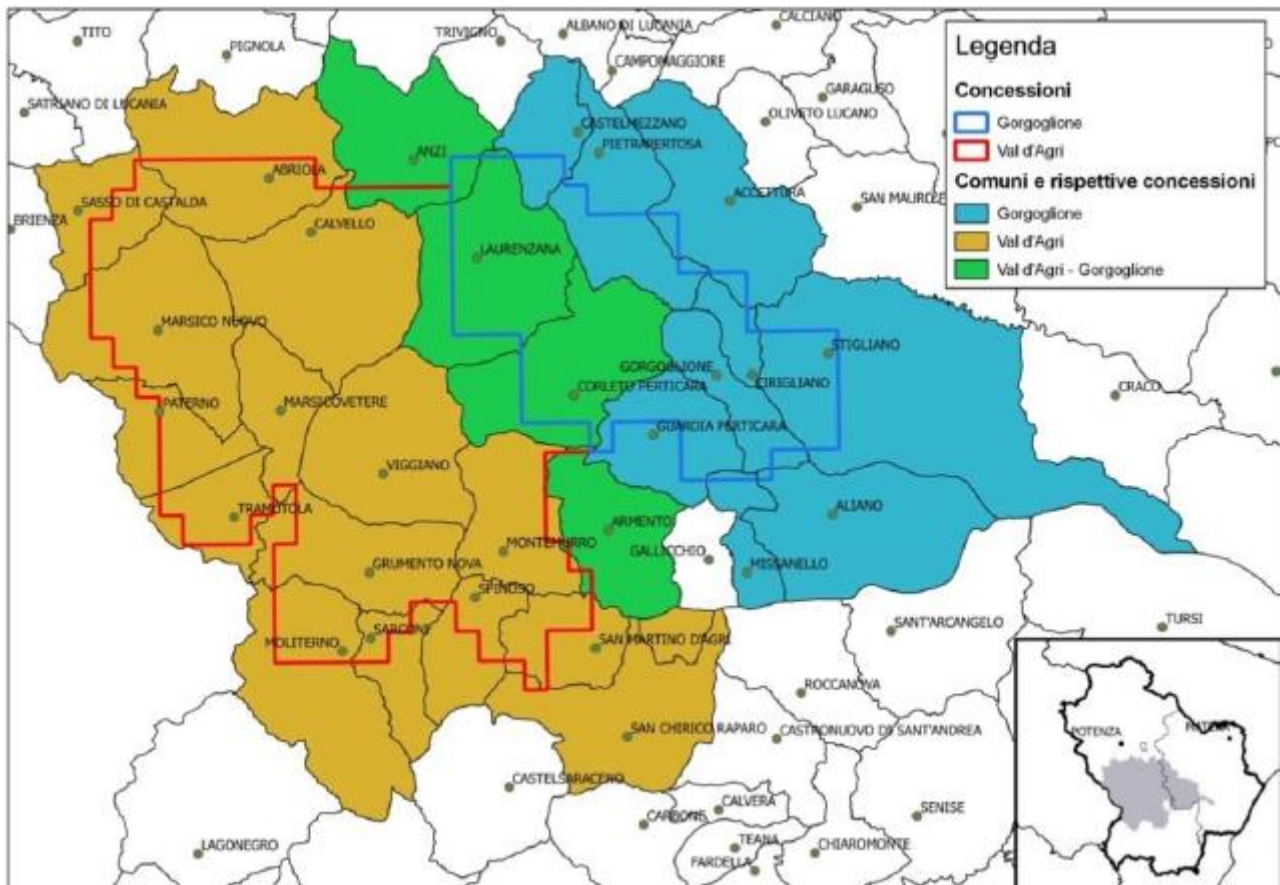 TITO
PIGNOLA
TRIVIGNO
ALBANO DI LUCANIA
CALCIANO
CAMPOMAGGIORE
SATRIANO DI LUCANIA
GARAGUSO
OLIVETO LUCANO
CASTELMEZZANO
PIETRAPERTOSA
ANZI
ABRIOLA
SASSO DI CASTALDA
ACCETTURA
SAN MAURO
BRIENZA
CALVELLO
LAURENZANA
MARSICO NUOVO
STIGLIANO
GORGOGLIONE
CIRIGLIANO
CORLETO PERTICARA
CRACO
PATERNO
MARSICOVETERE
GUARDIA PERTICARA
VIGGIANO
TRAMUTOLA
ARMENTO
ALIANO
MONTEMURRO
GALLICCHIO
GRUMENTO NOVA
MISSANELLO
SPINOSO
SARCONI
MOLITERNO
SAN MARTINO D'AGRI
SANT'ARCANGELO
TURSI
ROCCANOVA
SAN CHIRICO RAPARO
CASTRONUOVO DI SANT'ANDREA
CASTELSARACENO
CALVERA
CARBONE
SENISE
LAGONEGRO
TEANA
FARDELLA
CHIAROMONTE
Legenda
Concessioni
Gorgoglione
Val d'Agri
Comuni e rispettive concessioni
Gorgoglione
Val d'Agri
Val d'Agri - Gorgoglione
POTENZA
MATERA